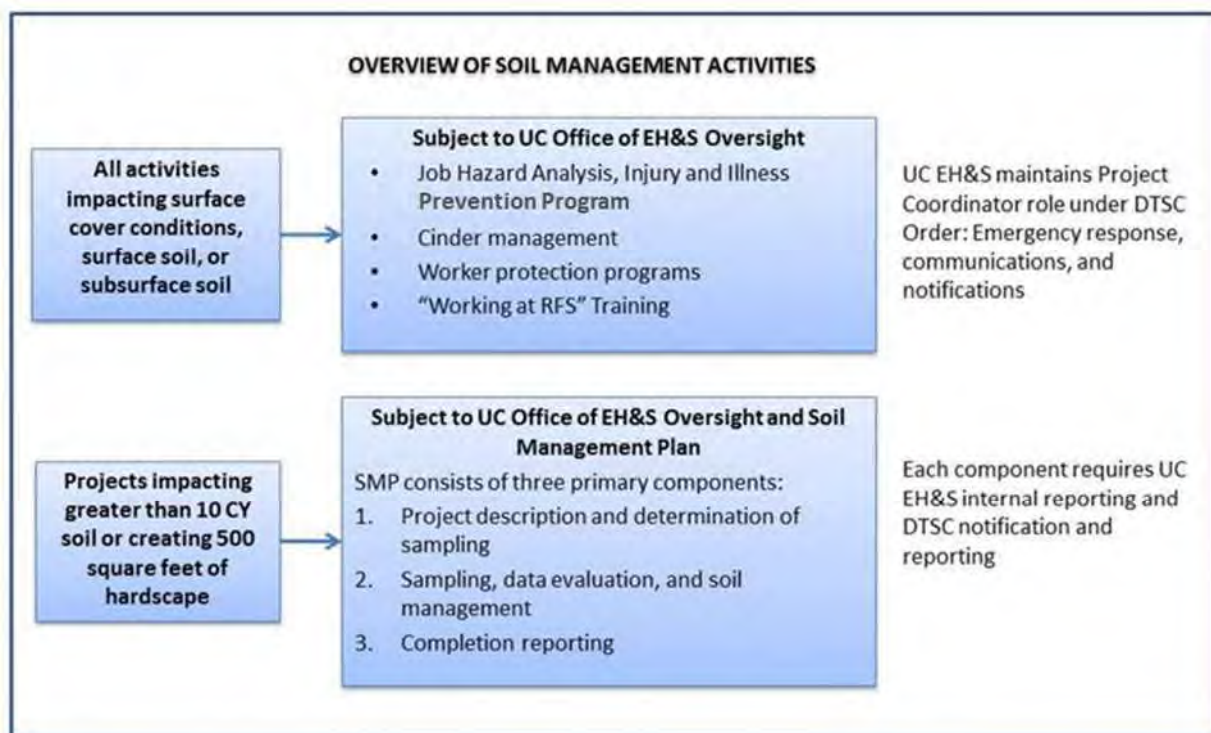 OVERVIEW OF SOIL MANAGEMENT ACTIVITIES
All activities
impacting surface
cover conditions,
surface soil, or
subsurface soil
Subject to UC Office of EH&S Oversight
• Job Hazard Analysis, Injury and Illness
Prevention Program
• Cinder management
• Worker protection programs
• “Working at RFS” Training
UC EH&S maintains Project
Coordinator role under DTSC
Order: Emergency response,
communications, and
notifications
Projects impacting
greater than 10 CY
soil or creating 500
square feet of
hardscape
Subject to UC Office of EH&S Oversight and Soil
Management Plan
SMP consists of three primary components:
1. Project description and determination of
sampling
2. Sampling, data evaluation, and soil
management
3. Completion reporting
Each component requires UC
EH&S internal reporting and
DTSC notification and
reporting